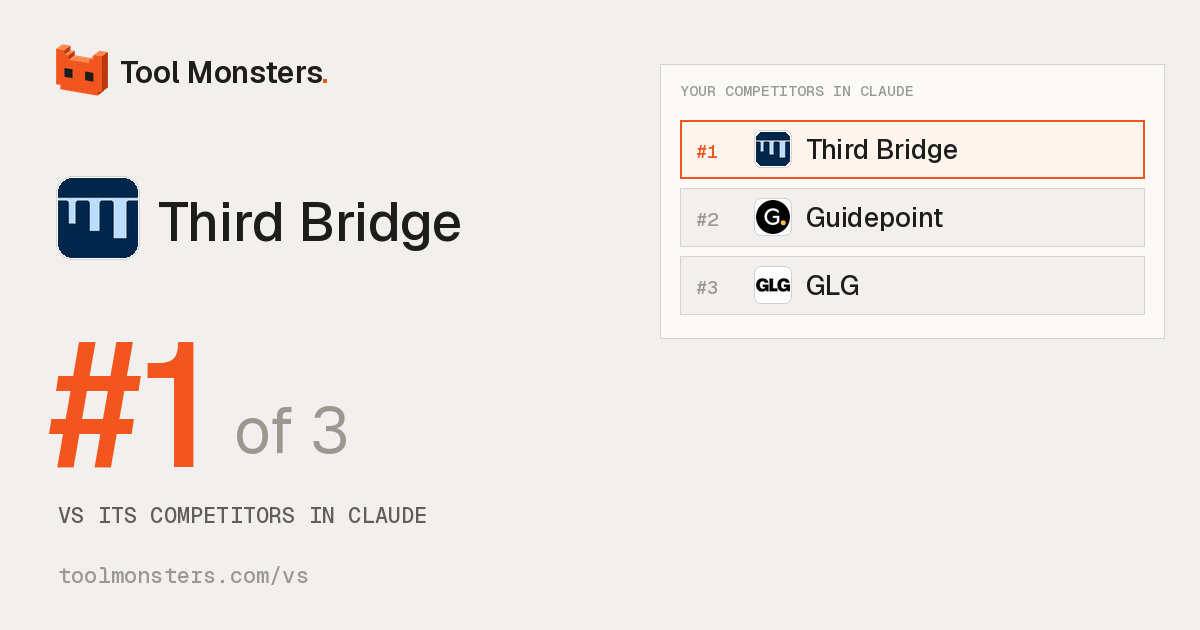 Tool Monsters.
Third Bridge
#1 of 3
VS ITS COMPETITORS IN CLAUDE
toolmonsters.com/vs
YOUR COMPETITORS IN CLAUDE
#1 Third Bridge
#2 G. Guidepoint
#3 GLG GLG